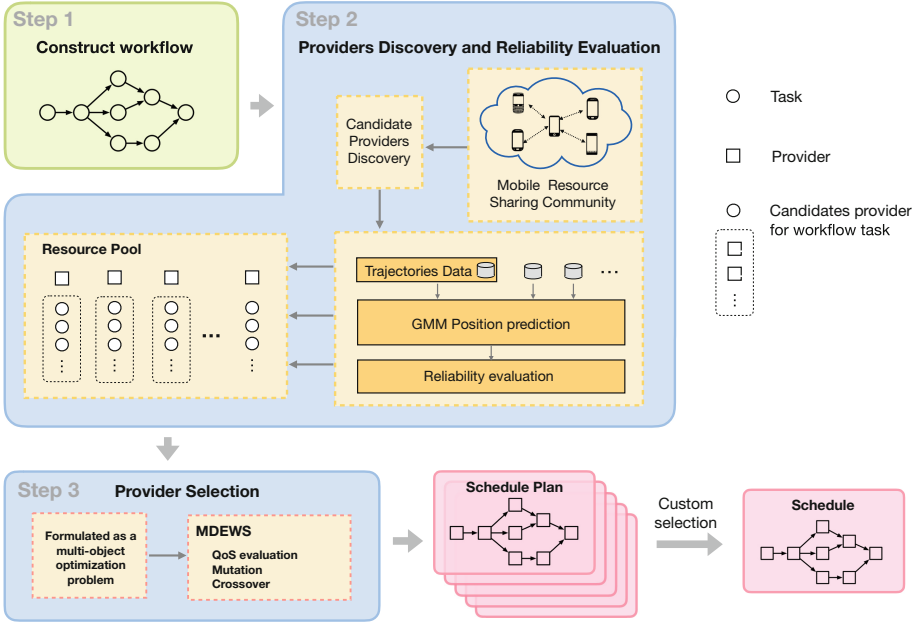 Step 1
Construct workflow
Step 2
Providers Discovery and Reliability Evaluation
Candidate
Providers
Discovery
Mobile Resource
Sharing Community
Resource Pool
...
⋮
⋮
⋮
⋮
Trajectories Data
...
GMM Position prediction
Reliability evaluation
Task
Provider
Candidates provider
for workflow task
⋮
Step 3
Provider Selection
Formulated as a
multi-object
optimization
problem
MDEWS
QoS evaluation
Mutation
Crossover
Schedule Plan
Custom
selection
Schedule